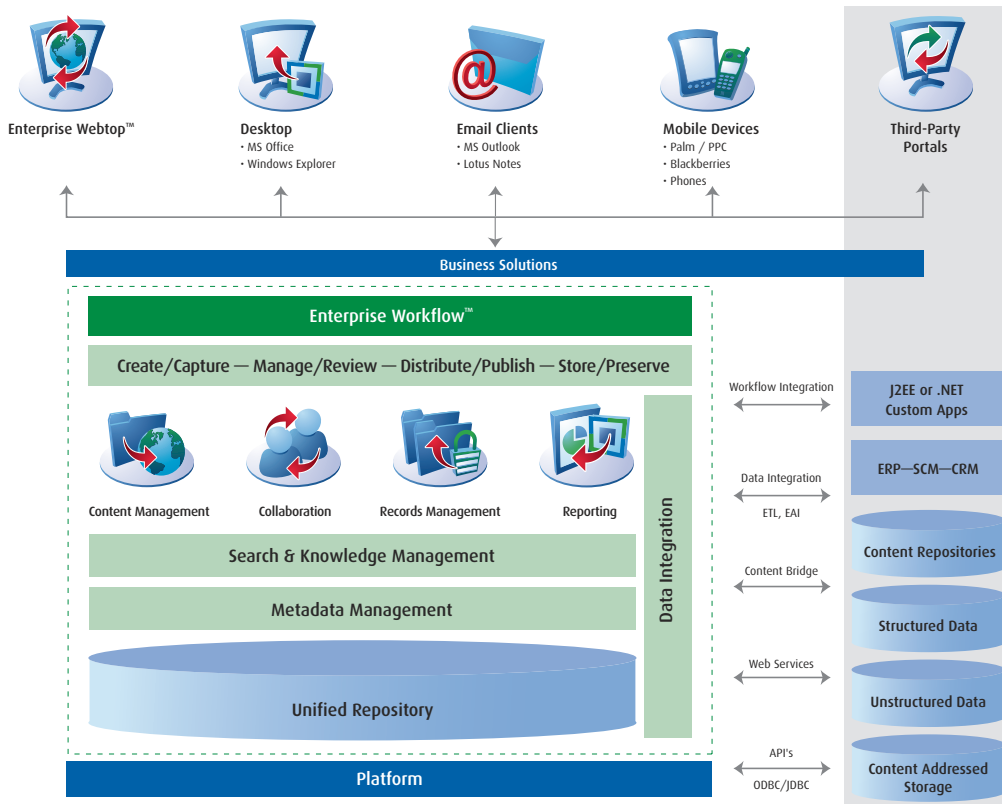 Enterprise Webtop™
Desktop
• MS Office
• Windows Explorer
Email Clients
• MS Outlook
• Lotus Notes
Mobile Devices
• Palm / PPC
• Blackberries
• Phones
Third-Party
Portals
Business Solutions
Enterprise Workflow™
Create/Capture — Manage/Review — Distribute/Publish — Store/Preserve
Content Management
Collaboration
Records Management
Reporting
Search & Knowledge Management
Metadata Management
Unified Repository
Data Integration
Platform
Workflow Integration
Data Integration
ETL, EAI
Content Bridge
Web Services
API's
ODBC/JDBC
J2EE or .NET
Custom Apps
ERP—SCM—CRM
Content Repositories
Structured Data
Unstructured Data
Content Addressed
Storage